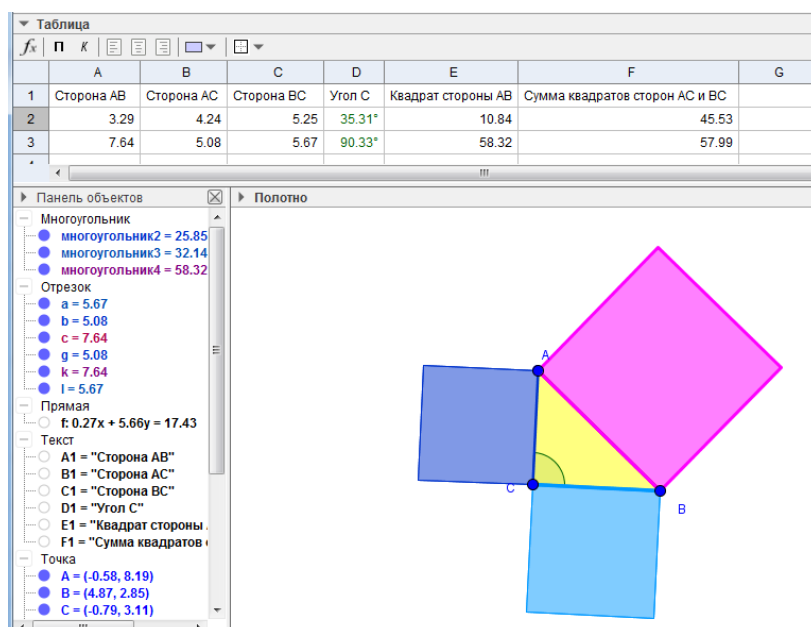 Таблица
fx П К
A B C D E F G
1 Сторона AB Сторона AC Сторона BC Угол C Квадрат стороны AB Сумма квадратов сторон AC и BC
2 3.29 4.24 5.25 35.31° 10.84 45.53
3 7.64 5.08 5.67 90.33° 58.32 57.99
Панель объектов
Полотно
Многоугольник
многоугольник2 = 25.85
многоугольник3 = 32.14
многоугольник4 = 58.32
Отрезок
a = 5.67
b = 5.08
c = 7.64
g = 5.08
k = 7.64
l = 5.67
Прямая
f: 0.27x + 5.66y = 17.43
Текст
A1 = "Сторона AB"
B1 = "Сторона AC"
C1 = "Сторона BC"
D1 = "Угол C"
E1 = "Квадрат стороны
F1 = "Сумма квадратов
Точка
A = (-0.58, 8.19)
B = (4.87, 2.85)
C = (-0.79, 3.11)
A
C
B